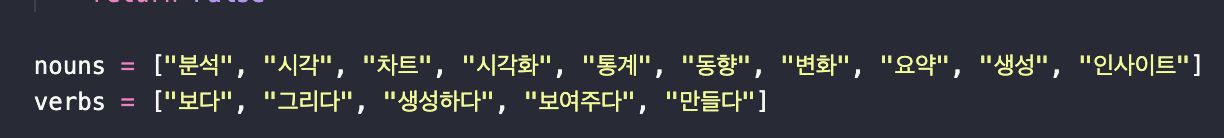 return False
nouns = ["분석", "시각", "차트", "시각화", "통계", "동향", "변화", "요약", "생성", "인사이트"]
verbs = ["보다", "그리다", "생성하다", "보여주다", "만들다"]